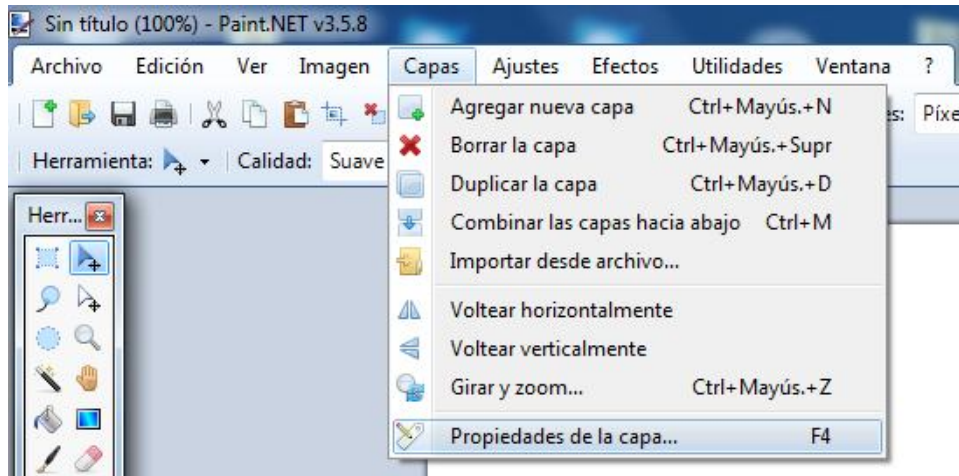 Sin título (100%) - Paint.NET v3.5.8
Archivo Edición Ver Imagen Capas Ajustes Efectos Utilidades Ventana ?
Agregar nueva capa Ctrl+Mayús.+N
Herramienta: Calidad: Suave
Borrar la capa Ctrl+Mayús.+Supr
Duplicar la capa Ctrl+Mayús.+D
Herr...
Combinar las capas hacia abajo Ctrl+M
Importar desde archivo...
Voltear horizontalmente
Voltear verticalmente
Girar y zoom... Ctrl+Mayús.+Z
Propiedades de la capa... F4